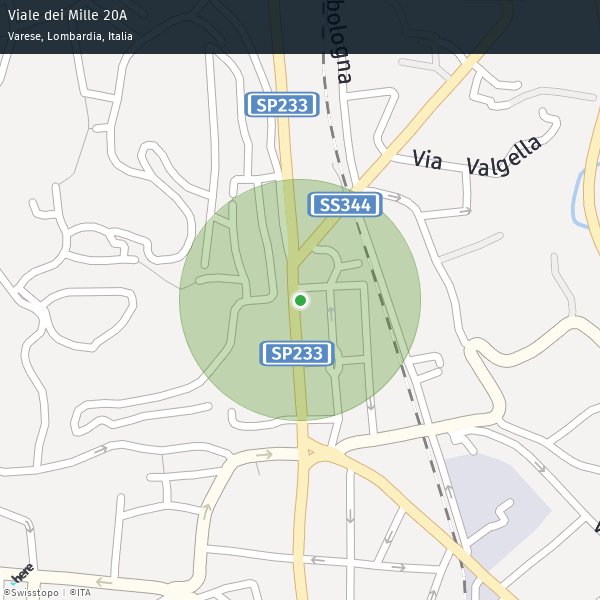 Viale dei Mille 20A
Varese, Lombardia, Italia
bologna
SP233
Via Valgella
SS344
SP233
here
©Swisstopo | ©ITA